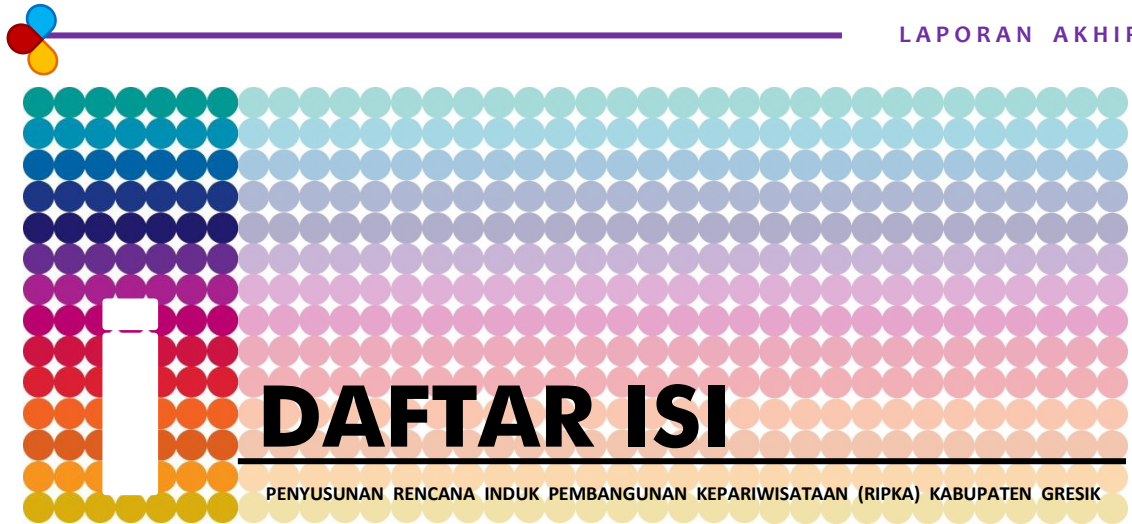 LAPORAN AKHIR
i
DAFTAR ISI
PENYUSUNAN RENCANA INDUK PEMBANGUNAN KEPARIWISATAAN (RIPKA) KABUPATEN GRESIK